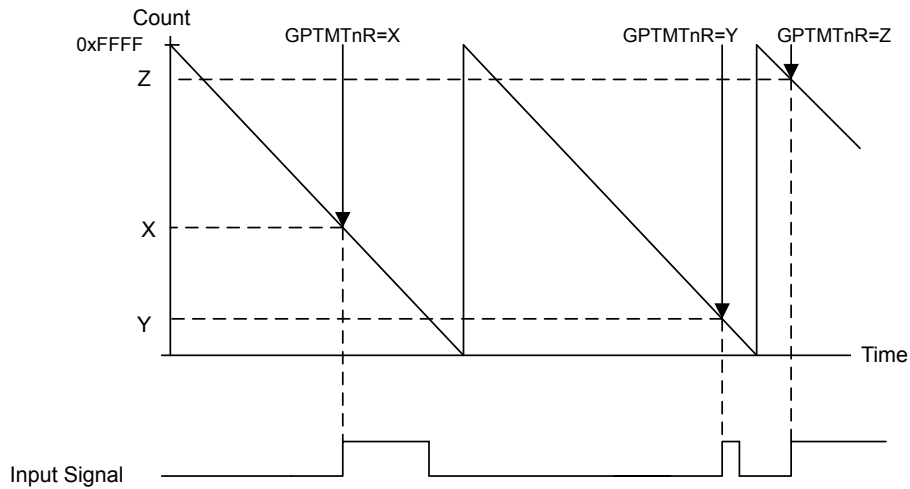 Count
0xFFFF
GPTMTnR=X
GPTMTnR=Y
GPTMTnR=Z
Z
X
Y
Time
Input Signal